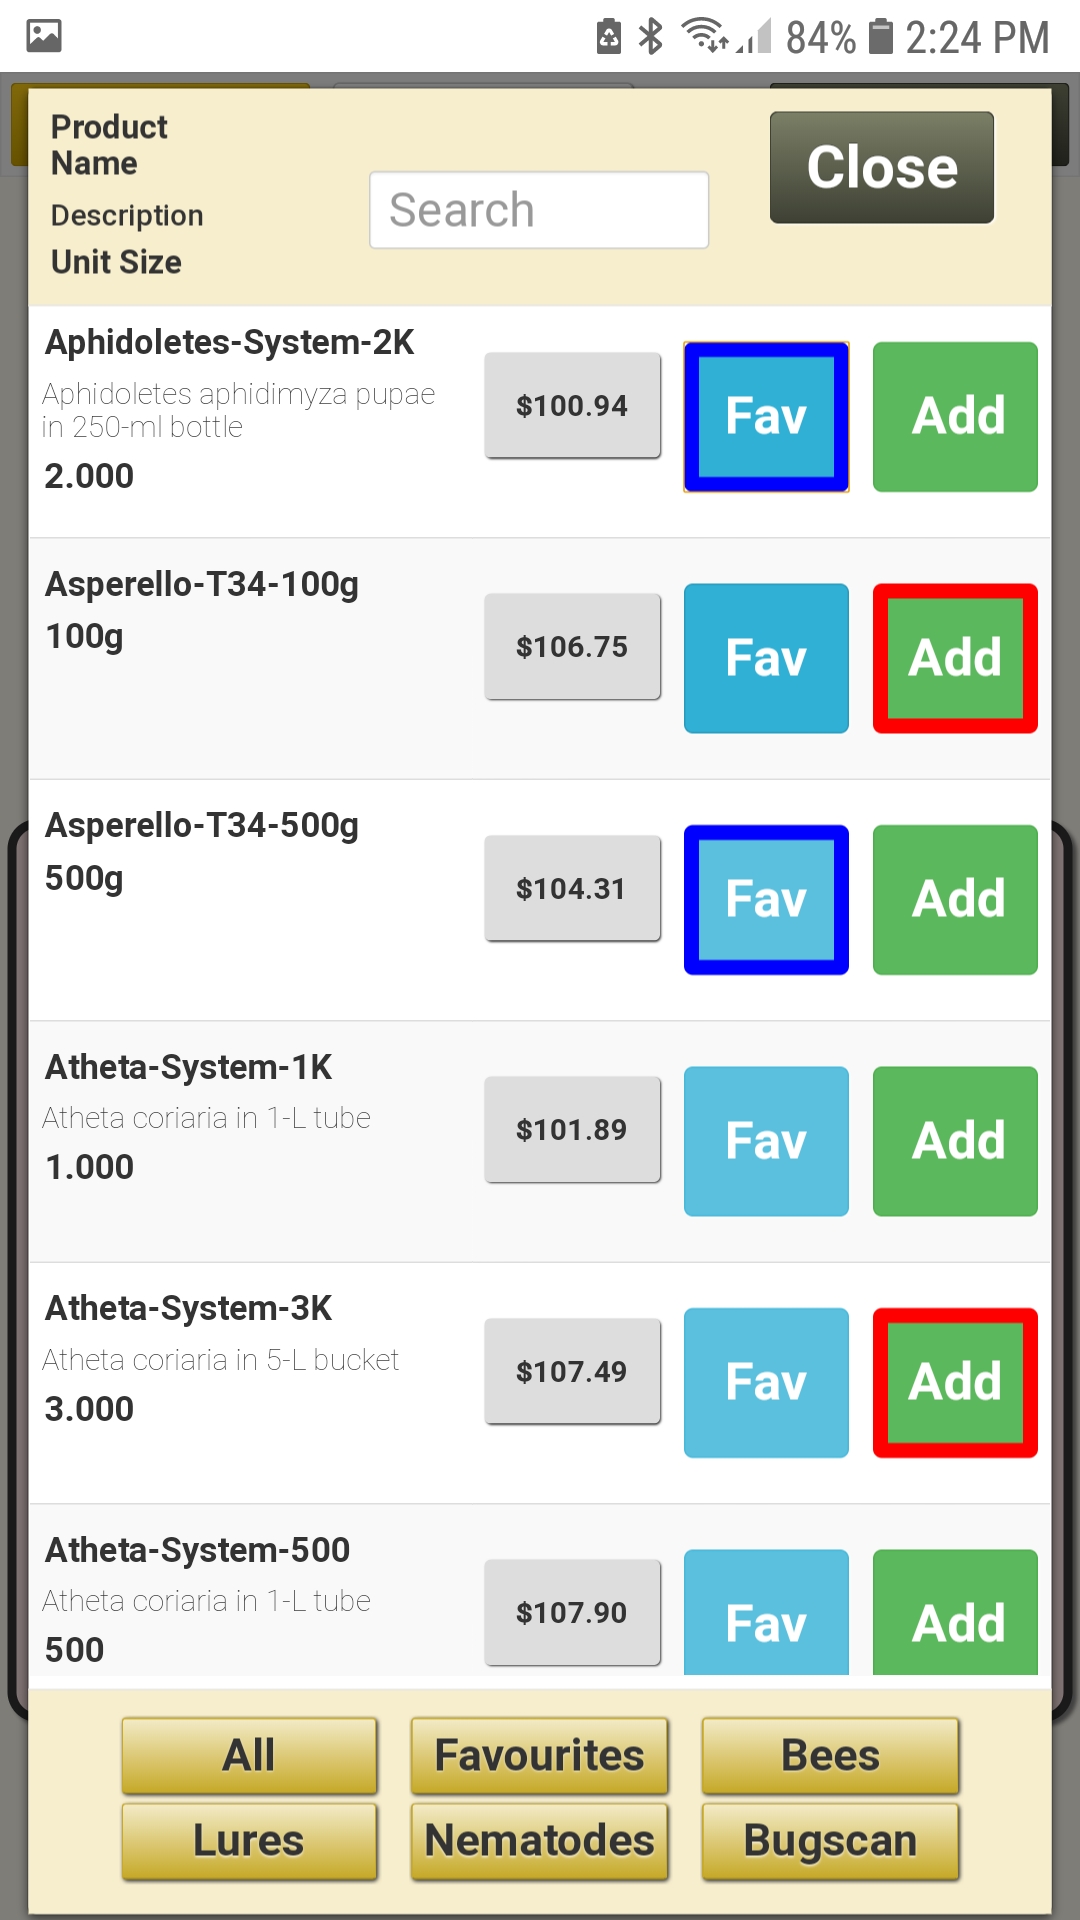 84% 2:24 PM
Product
Name
Description
Unit Size
Search
Close
Aphidoletes-System-2K
Aphidoletes aphidimyza pupae
in 250-ml bottle
2.000
$100.94
Fav
Add
Asperello-T34-100g
100g
$106.75
Fav
Add
Asperello-T34-500g
500g
$104.31
Fav
Add
Atheta-System-1K
Atheta coriaria in 1-L tube
1.000
$101.89
Fav
Add
Atheta-System-3K
Atheta coriaria in 5-L bucket
3.000
$107.49
Fav
Add
Atheta-System-500
Atheta coriaria in 1-L tube
500
$107.90
Fav
Add
All Favourites Bees
Lures Nematodes Bugscan